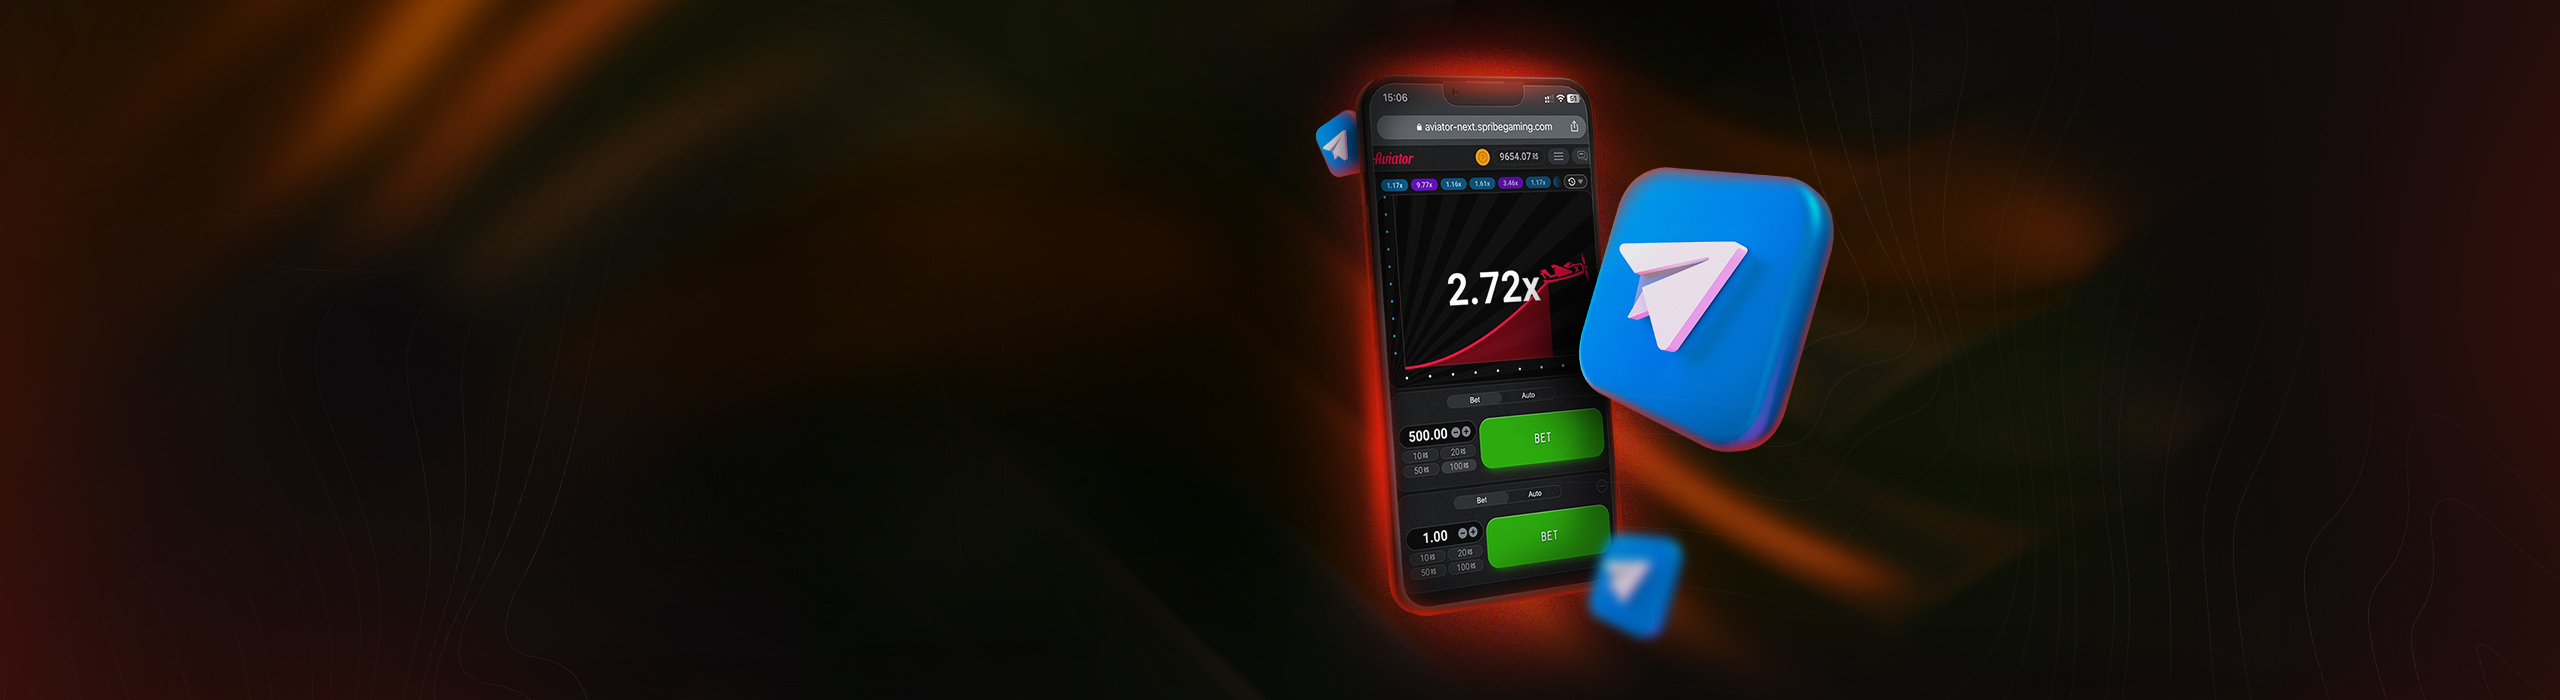 15:06
aviator-next.spribegaming.com
Aviator 9654.07 R$
1.17x 9.77x 1.16x 1.61x 3.46x 1.17x
2.72x
Bet Auto
500.00
BET
10 R$ 20 R$
50 R$ 100 R$
Bet Auto
1.00
BET
10 R$ 20 R$
50 R$ 100 R$